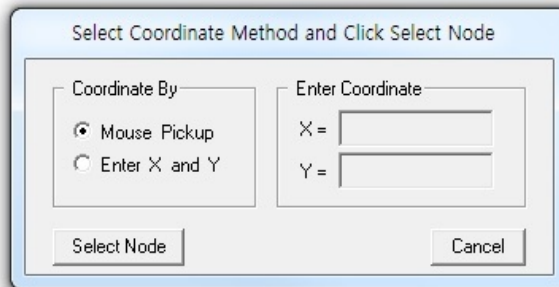 Select Coordinate Method and Click Select Node
Coordinate By
Mouse Pickup
Enter X and Y
Enter Coordinate
X =
Y =
Select Node
Cancel